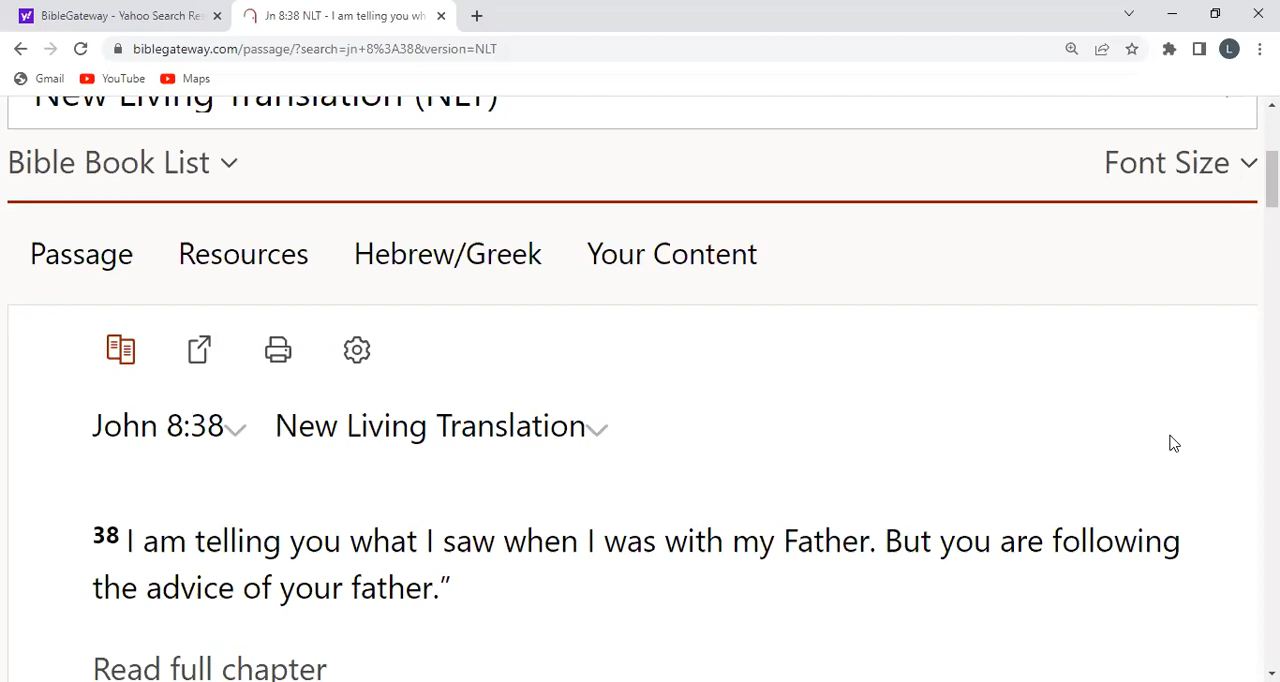 BibleGateway - Yahoo Search Res
Jn 8:38 NLT - I am telling you wh
biblegateway.com/passage/?search=jn+8%3A38&version=NLT
L
Gmail YouTube Maps
New Living Translation (NLT)
Bible Book List Font Size
Passage Resources Hebrew/Greek Your Content
John 8:38 New Living Translation
38 I am telling you what I saw when I was with my Father. But you are following
the advice of your father.”
Read full chapter